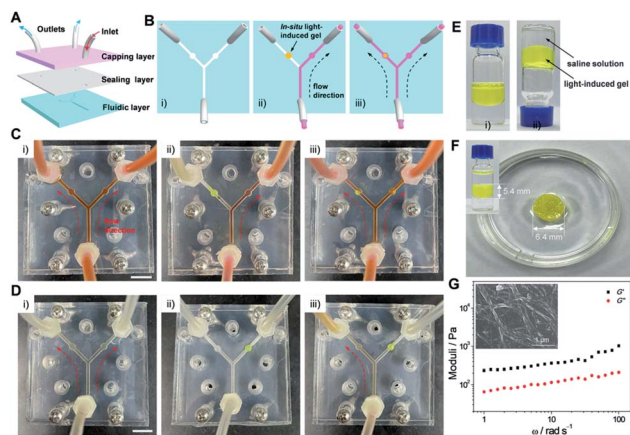 A
Outlets
Inlet
Capping layer
Sealing layer
Fluidic layer
B
In-situ light-
induced gel
flow
direction
i)
ii)
iii)
C
i)
ii)
iii)
D
i)
ii)
iii)
E
saline solution
light-induced gel
i)
ii)
F
5.4 mm
6.4 mm
G
G'
G"
1 μm
Moduli / Pa
10⁴
10³
10²
1
10
100
ω / rad s⁻¹